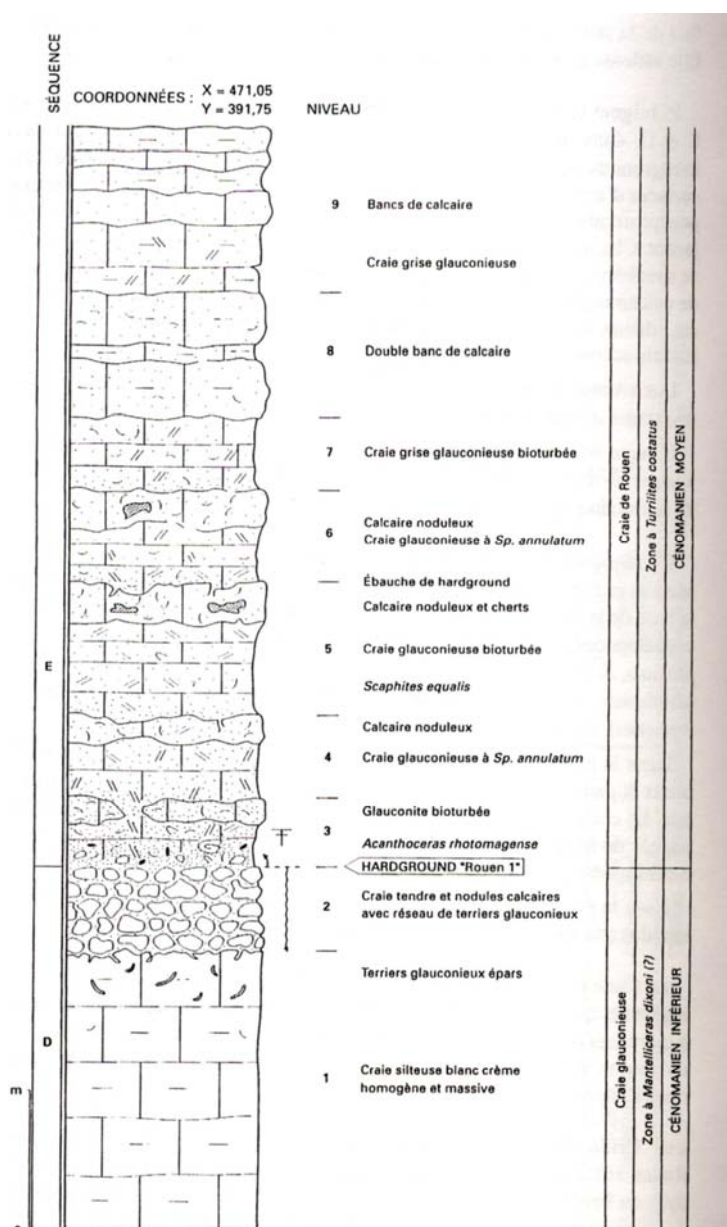 SÉQUENCE
COORDONNÉES : X = 471,05
Y = 391,75
NIVEAU
9 Bancs de calcaire
Craie grise glauconieuse
8 Double banc de calcaire
7 Craie grise glauconieuse bioturbée
6 Calcaire noduleux
Craie glauconieuse à Sp. annulatum
Ébauche de hardground
Calcaire noduleux et cherts
5 Craie glauconieuse bioturbée
Scaphites equalis
Calcaire noduleux
4 Craie glauconieuse à Sp. annulatum
Glauconite bioturbée
3
Acanthoceras rhotomagense
HARDGROUND "Rouen 1"
2 Craie tendre et nodules calcaires
avec réseau de terriers glauconieux
Terriers glauconieux épars
1 Craie silteuse blanc crème
homogène et massive
E
D
m
Craie de Rouen
Zone à Turrilites costatus
CÉNOMANIEN MOYEN
Craie glauconieuse
Zone à Mantelliceras dixoni (?)
CÉNOMANIEN INFÉRIEUR